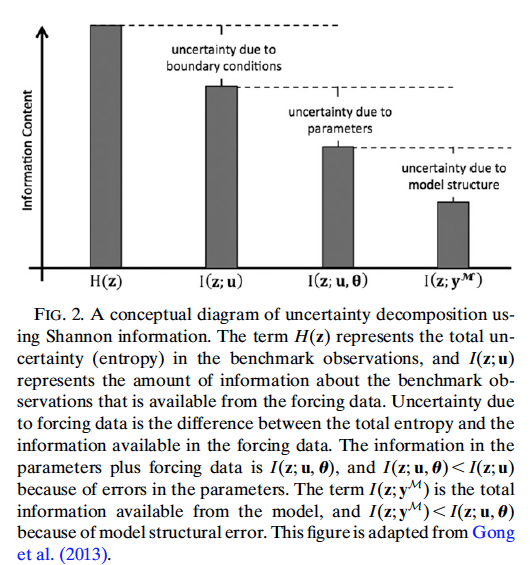 uncertainty due to
boundary conditions
uncertainty due to
parameters
uncertainty due to
model structure
Information Content
H(z)
I(z; u)
I(z; u, θ)
I(z; y^ℳ)
FIG. 2. A conceptual diagram of uncertainty decomposition us-
ing Shannon information. The term H(z) represents the total un-
certainty (entropy) in the benchmark observations, and I(z; u)
represents the amount of information about the benchmark ob-
servations that is available from the forcing data. Uncertainty due
to forcing data is the difference between the total entropy and the
information available in the forcing data. The information in the
parameters plus forcing data is I(z; u, θ), and I(z; u, θ) < I(z; u)
because of errors in the parameters. The term I(z; y^ℳ) is the total
information available from the model, and I(z; y^ℳ) < I(z; u, θ)
because of model structural error. This figure is adapted from Gong
et al. (2013).